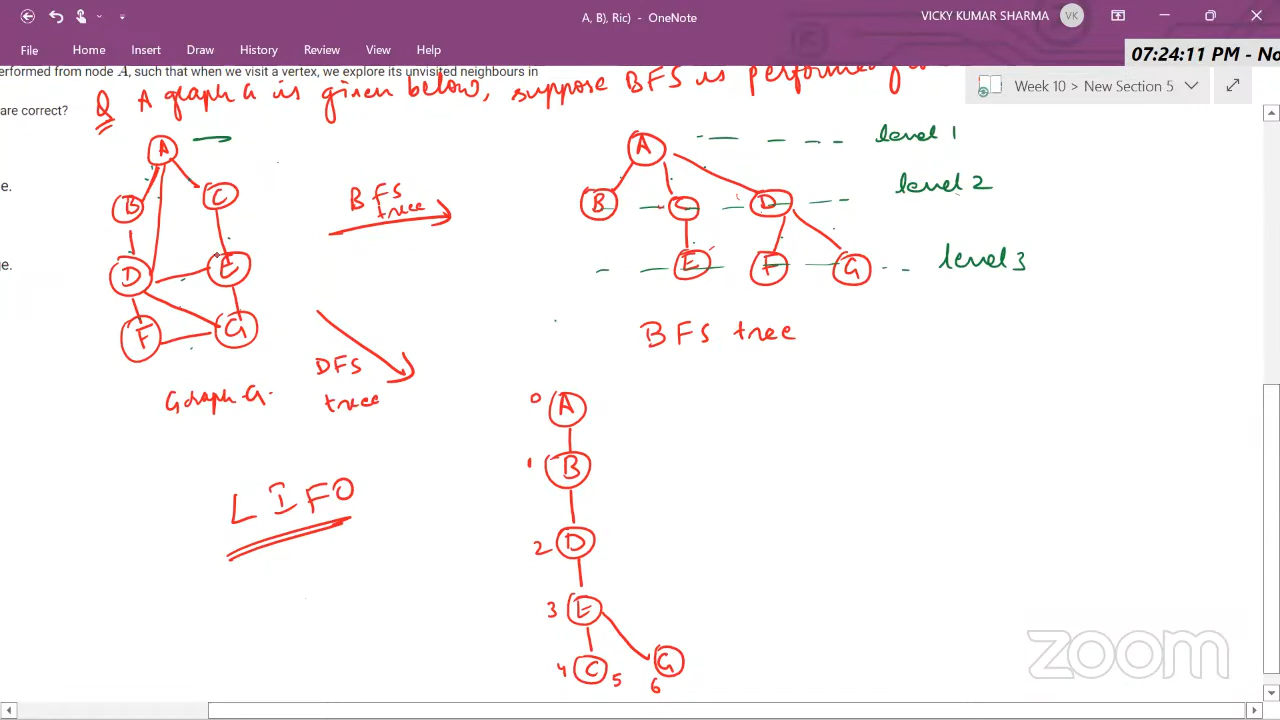 A, B), Ric) - OneNote
VICKY KUMAR SHARMA
VK
File Home Insert Draw History Review View Help
07:24:11 PM - No
erformed from node A, such that when we visit a vertex, we explore its unvisited neighbours in
Week 10 > New Section 5
Q A graph G is given below, suppose BFS is performed
are correct?
A
A
level 1
e.
B
C
BFS
tree
B
C
D
level 2
ge.
D
E
E
F
G
level 3
F
G
BFS tree
DFS
tree
Graph G.
0
A
1
B
LIFO
2
D
3
E
4
C
5
G
6
zoom